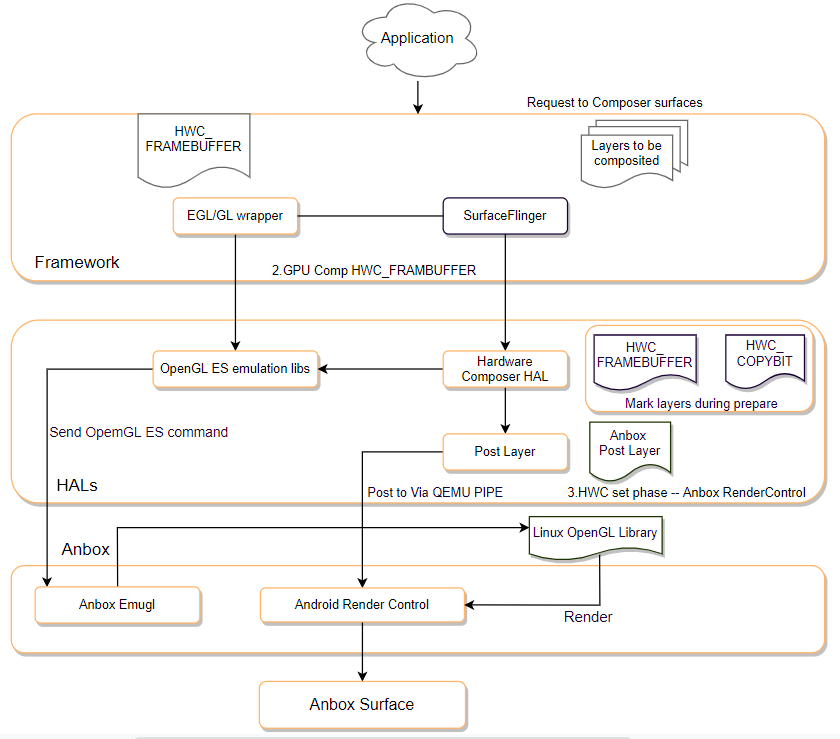 Application
Request to Composer surfaces
HWC_
FRAMEBUFFER
Layers to be
composited
EGL/GL wrapper
SurfaceFlinger
Framework
2.GPU Comp HWC_FRAMBUFFER
OpenGL ES emulation libs
Hardware
Composer HAL
HWC_
FRAMEBUFFER
HWC_
COPYBIT
Mark layers during prepare
Send OpemGL ES command
Post Layer
Anbox
Post Layer
HALs
Post to Via QEMU PIPE
3.HWC set phase -- Anbox RenderControl
Anbox
Linux OpenGL Library
Anbox Emugl
Android Render Control
Render
Anbox Surface